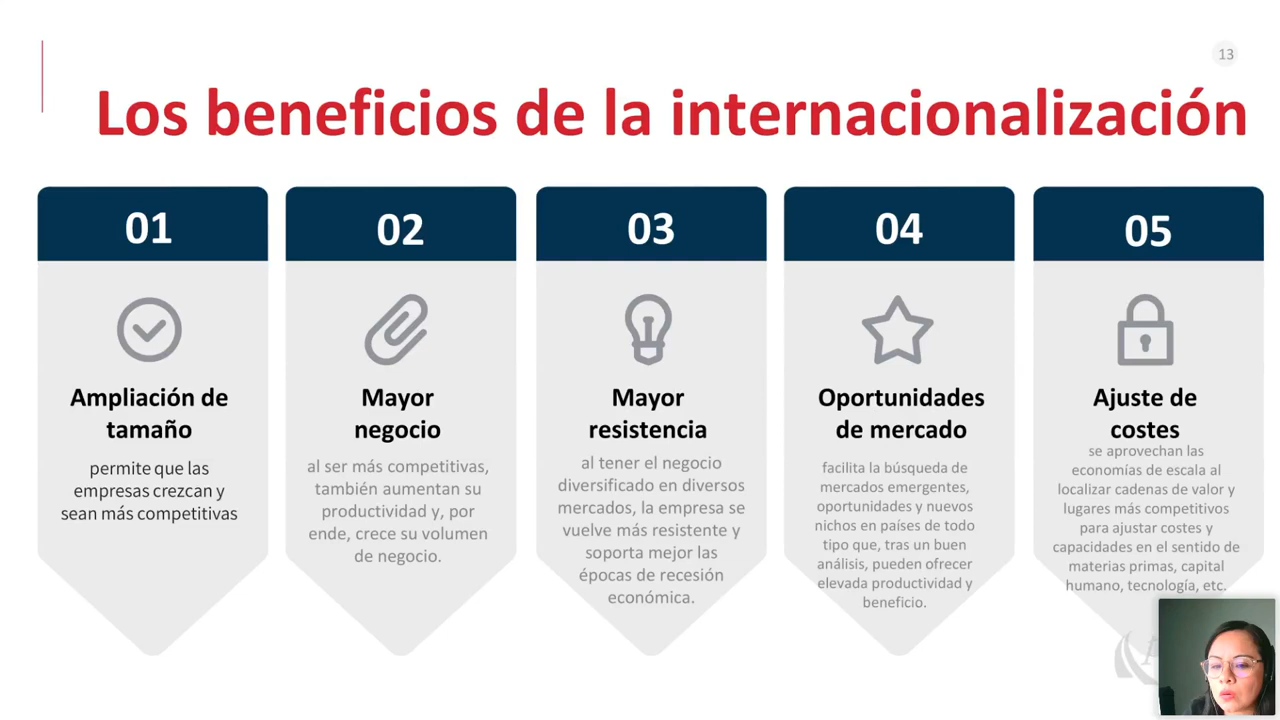 13
Los beneficios de la internacionalización
01
Ampliación de
tamaño
permite que las
empresas crezcan y
sean más competitivas
02
Mayor
negocio
al ser más competitivas,
también aumentan su
productividad y, por
ende, crece su volumen
de negocio.
03
Mayor
resistencia
al tener el negocio
diversificado en diversos
mercados, la empresa se
vuelve más resistente y
soporta mejor las
épocas de recesión
económica.
04
Oportunidades
de mercado
facilita la búsqueda de
mercados emergentes,
oportunidades y nuevos
nichos en países de todo
tipo que, tras un buen
análisis, pueden ofrecer
elevada productividad y
beneficio.
05
Ajuste de
costes
se aprovechan las
economías de escala al
localizar cadenas de valor y
lugares más competitivos
para ajustar costes y
capacidades en el sentido de
materias primas, capital
humano, tecnología, etc.